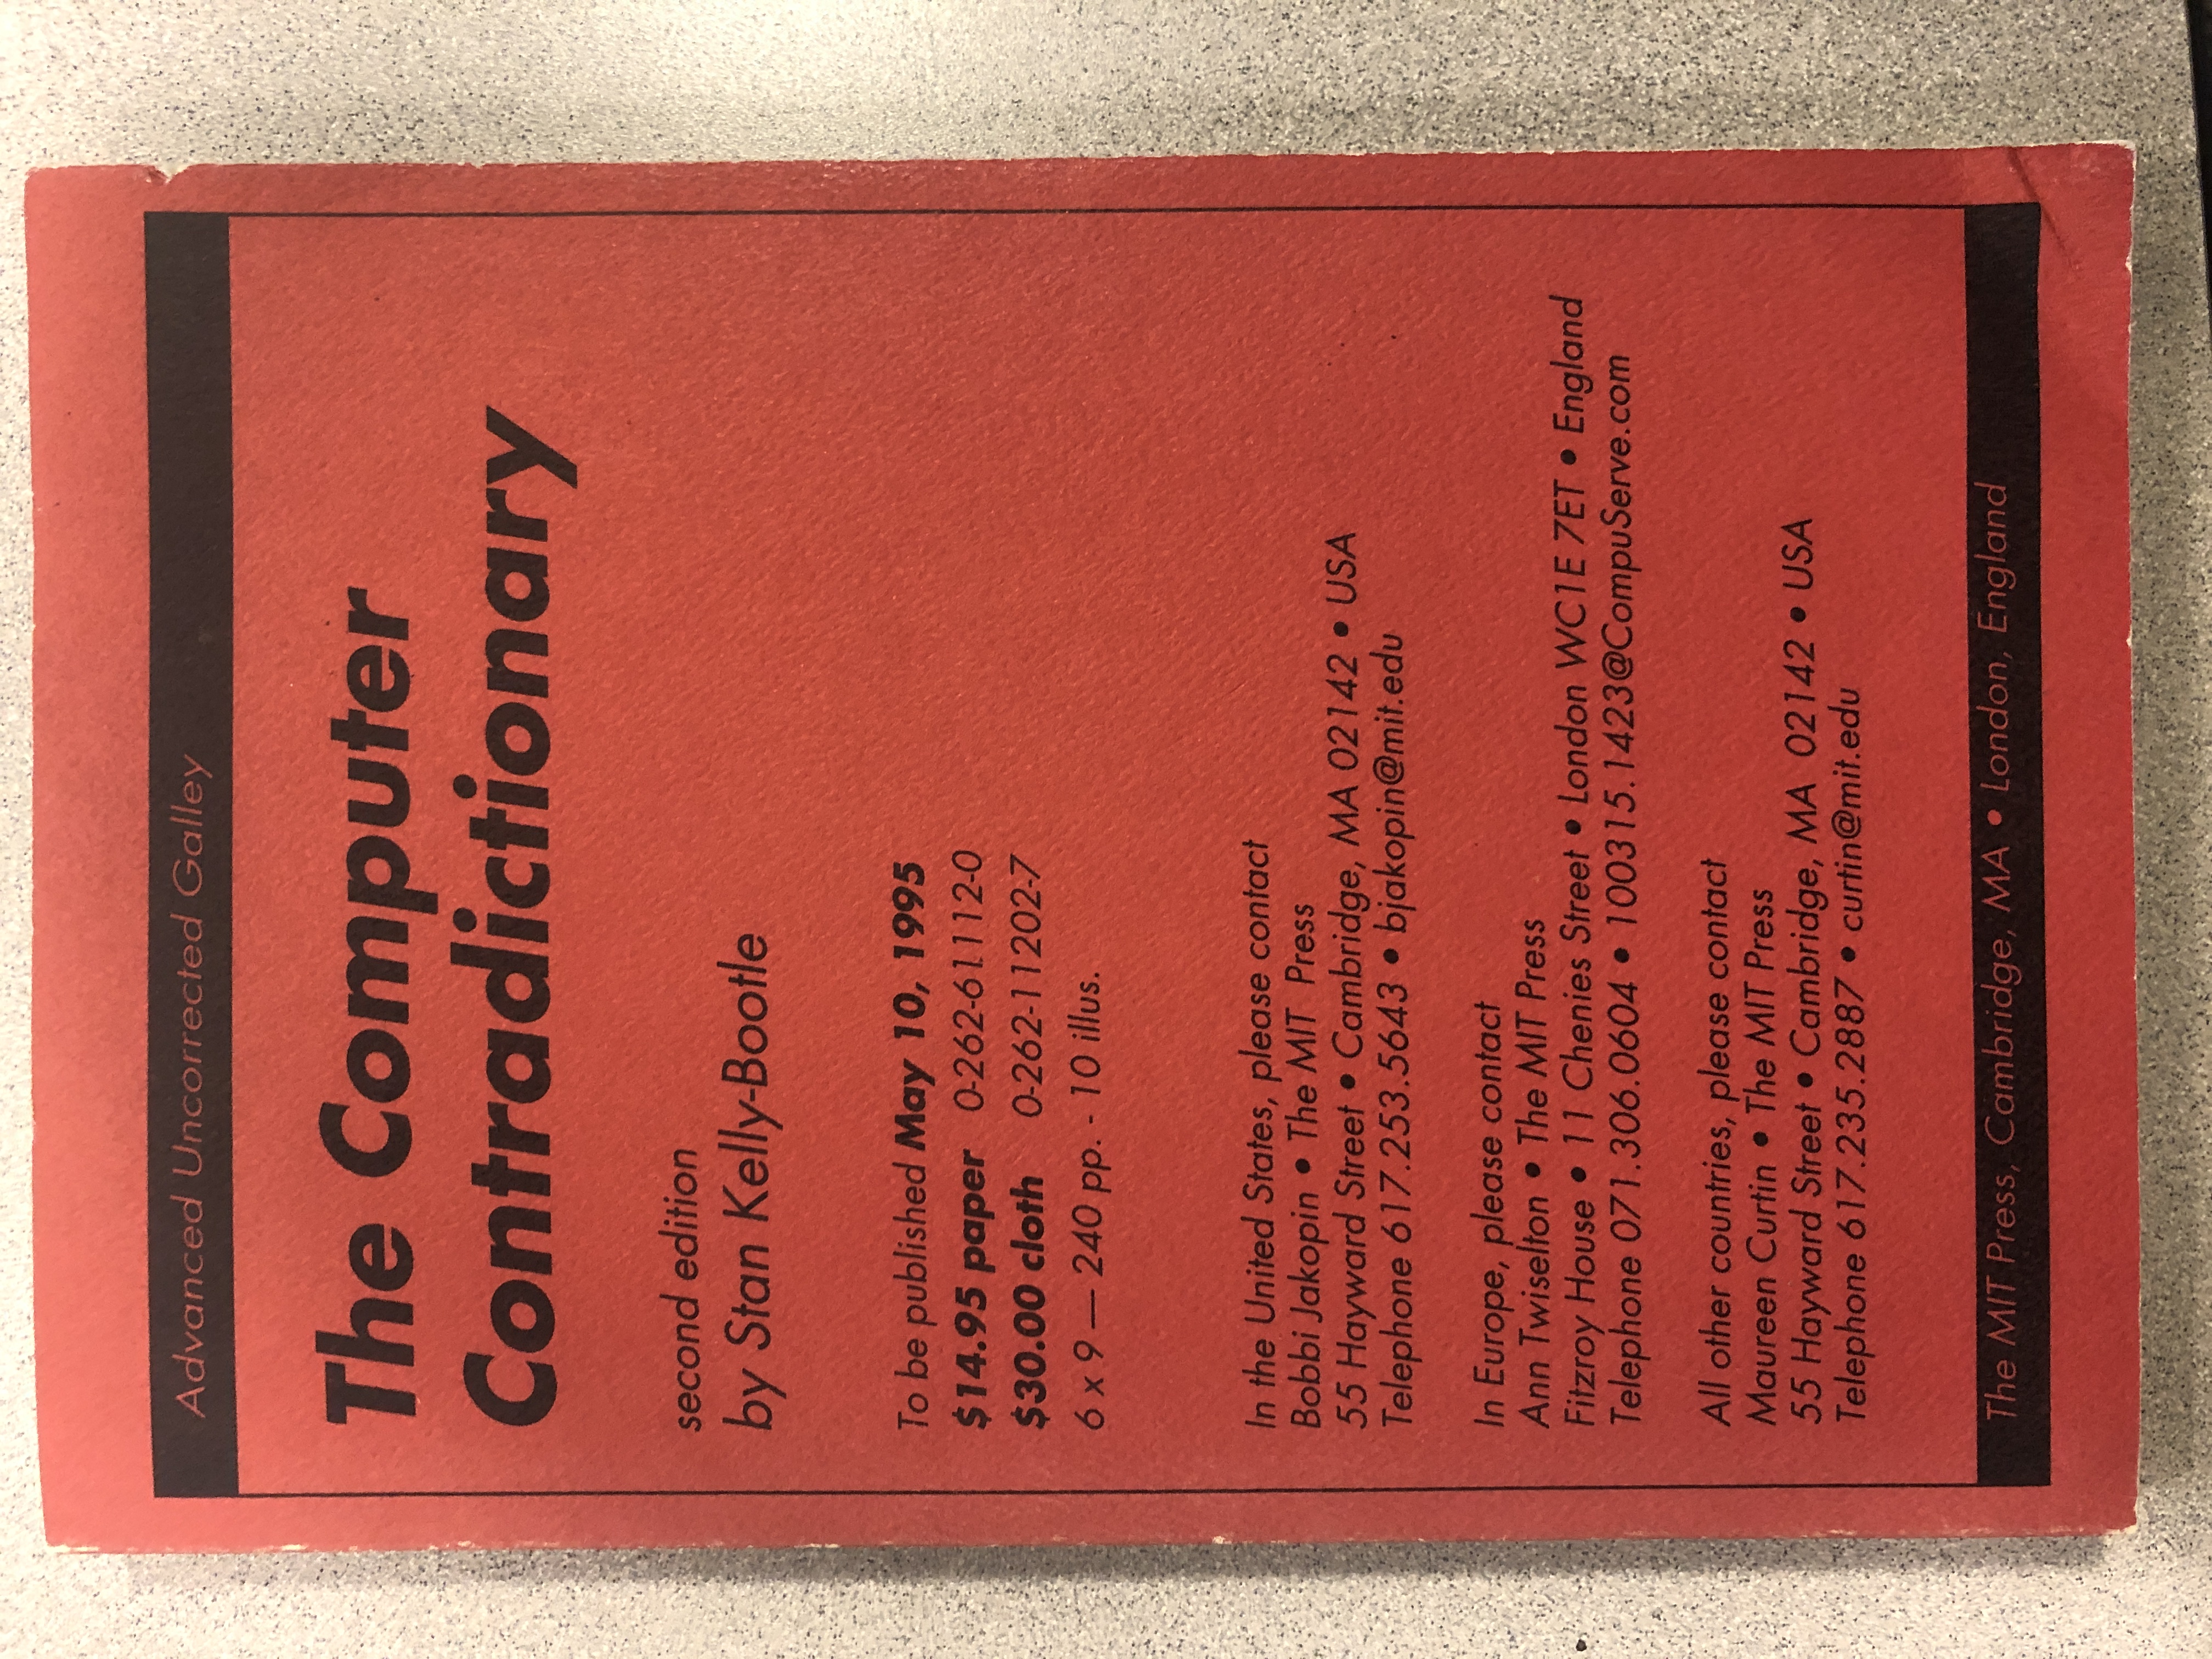 Advanced Uncorrected Galley
The Computer
Contradictionary
second edition
by Stan Kelly-Bootle
To be published May 10, 1995
$14.95 paper 0-262-61112-0
$30.00 cloth 0-262-11202-7
6 x 9 — 240 pp. - 10 illus.
In the United States, please contact
Bobbi Jakopin • The MIT Press
55 Hayward Street • Cambridge, MA 02142 • USA
Telephone 617.253.5643 • bjakopin@mit.edu
In Europe, please contact
Ann Twiselton • The MIT Press
Fitzroy House • 11 Chenies Street • London WC1E 7ET • England
Telephone 071.306.0604 • 100315.1423@CompuServe.com
All other countries, please contact
Maureen Curtin • The MIT Press
55 Hayward Street • Cambridge, MA 02142 • USA
Telephone 617.235.2887 • curtin@mit.edu
The MIT Press, Cambridge, MA • London, England